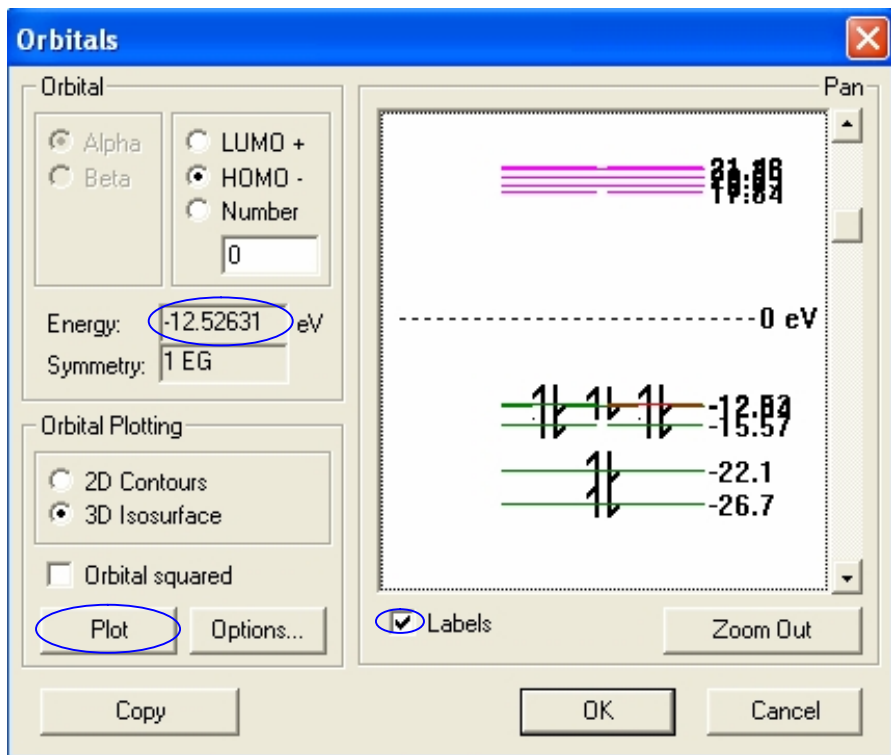 Orbitals
Orbital
Alpha
Beta
LUMO +
HOMO -
Number
0
Energy: -12.52631 eV
Symmetry: 1 EG
Orbital Plotting
2D Contours
3D Isosurface
Orbital squared
Plot
Options...
Copy
Pan
0 eV
-15.57
-22.1
-26.7
Labels
Zoom Out
OK
Cancel